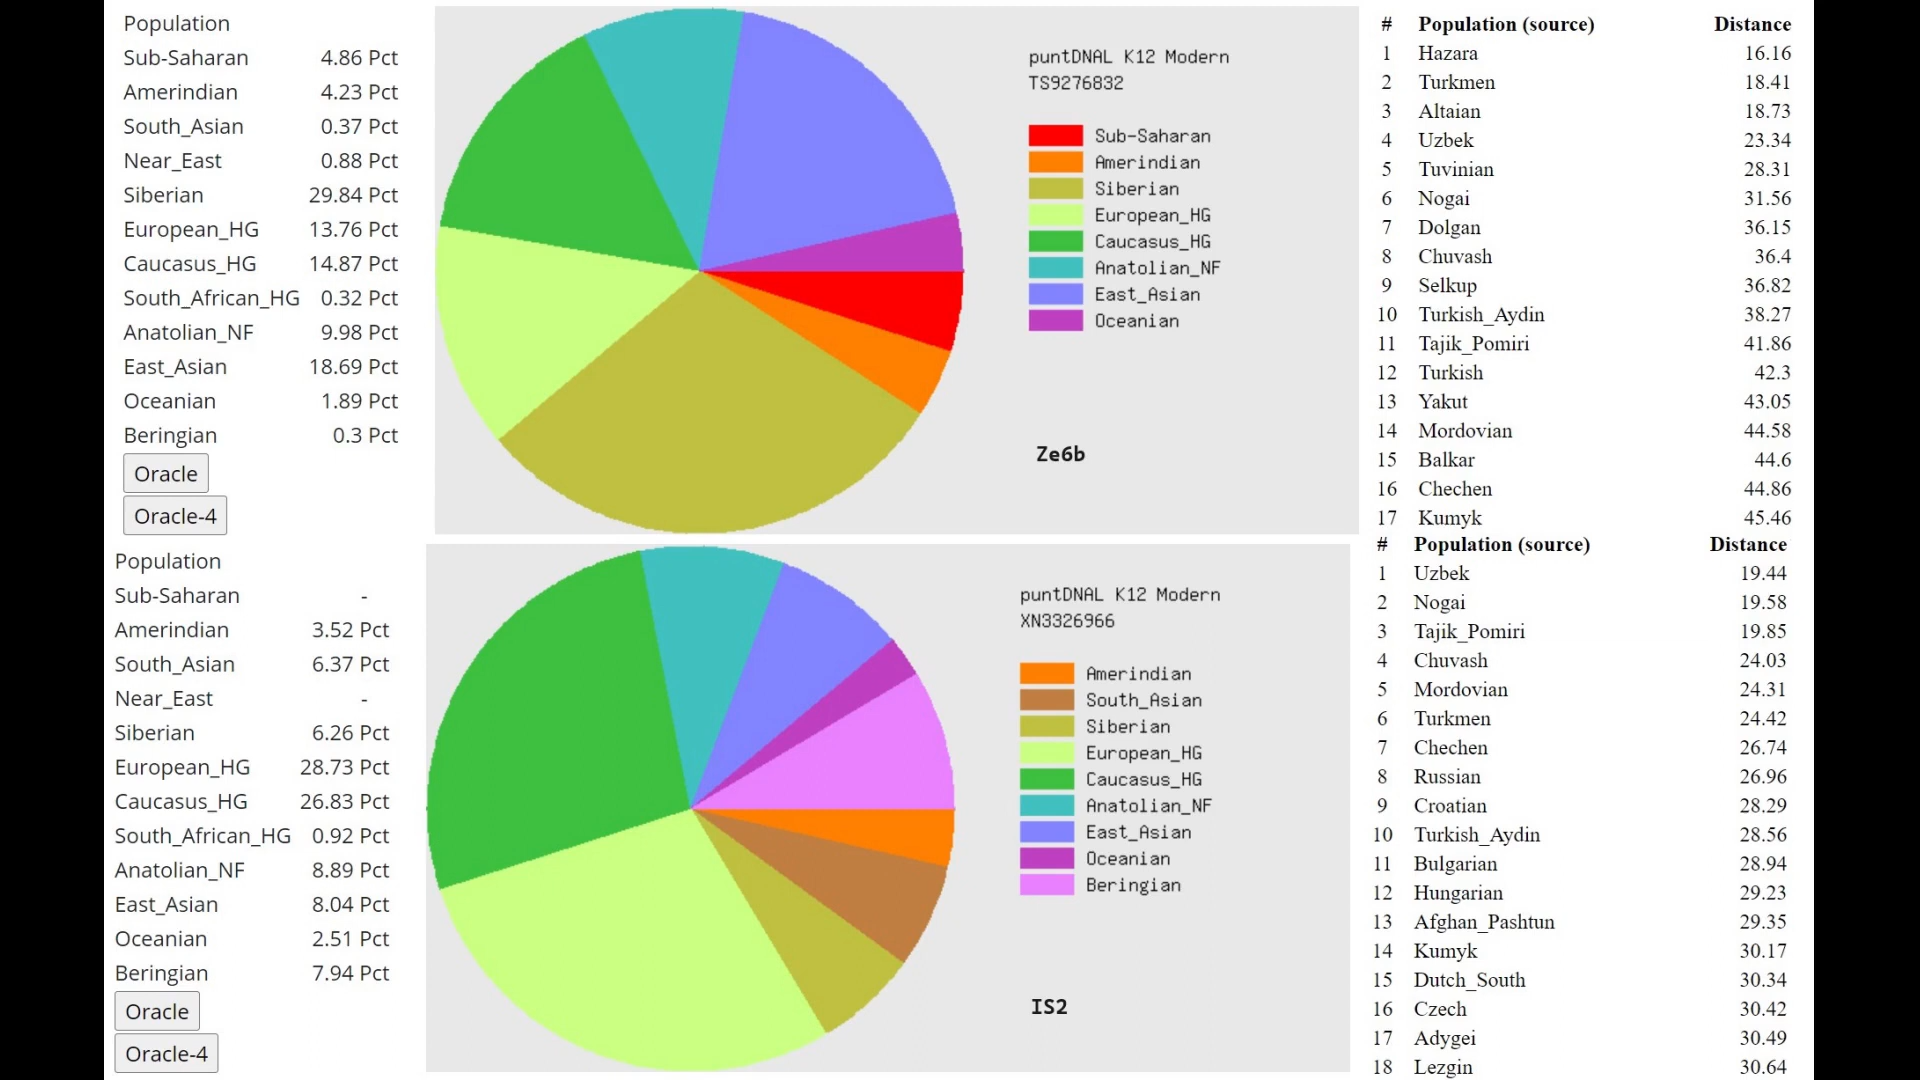 Population
Sub-Saharan 4.86 Pct
Amerindian 4.23 Pct
South_Asian 0.37 Pct
Near_East 0.88 Pct
Siberian 29.84 Pct
European_HG 13.76 Pct
Caucasus_HG 14.87 Pct
South_African_HG 0.32 Pct
Anatolian_NF 9.98 Pct
East_Asian 18.69 Pct
Oceanian 1.89 Pct
Beringian 0.3 Pct
Oracle
Oracle-4
puntDNAL K12 Modern
TS9276832
Sub-Saharan
Amerindian
Siberian
European_HG
Caucasus_HG
Anatolian_NF
East_Asian
Oceanian
Ze6b
# Population (source) Distance
1 Hazara 16.16
2 Turkmen 18.41
3 Altaian 18.73
4 Uzbek 23.34
5 Tuvinian 28.31
6 Nogai 31.56
7 Dolgan 36.15
8 Chuvash 36.4
9 Selkup 36.82
10 Turkish_Aydin 38.27
11 Tajik_Pomiri 41.86
12 Turkish 42.3
13 Yakut 43.05
14 Mordovian 44.58
15 Balkar 44.6
16 Chechen 44.86
17 Kumyk 45.46
Population
Sub-Saharan -
Amerindian 3.52 Pct
South_Asian 6.37 Pct
Near_East -
Siberian 6.26 Pct
European_HG 28.73 Pct
Caucasus_HG 26.83 Pct
South_African_HG 0.92 Pct
Anatolian_NF 8.89 Pct
East_Asian 8.04 Pct
Oceanian 2.51 Pct
Beringian 7.94 Pct
Oracle
Oracle-4
puntDNAL K12 Modern
XN3326966
Amerindian
South_Asian
Siberian
European_HG
Caucasus_HG
Anatolian_NF
East_Asian
Oceanian
Beringian
IS2
# Population (source) Distance
1 Uzbek 19.44
2 Nogai 19.58
3 Tajik_Pomiri 19.85
4 Chuvash 24.03
5 Mordovian 24.31
6 Turkmen 24.42
7 Chechen 26.74
8 Russian 26.96
9 Croatian 28.29
10 Turkish_Aydin 28.56
11 Bulgarian 28.94
12 Hungarian 29.23
13 Afghan_Pashtun 29.35
14 Kumyk 30.17
15 Dutch_South 30.34
16 Czech 30.42
17 Adygei 30.49
18 Lezgin 30.64